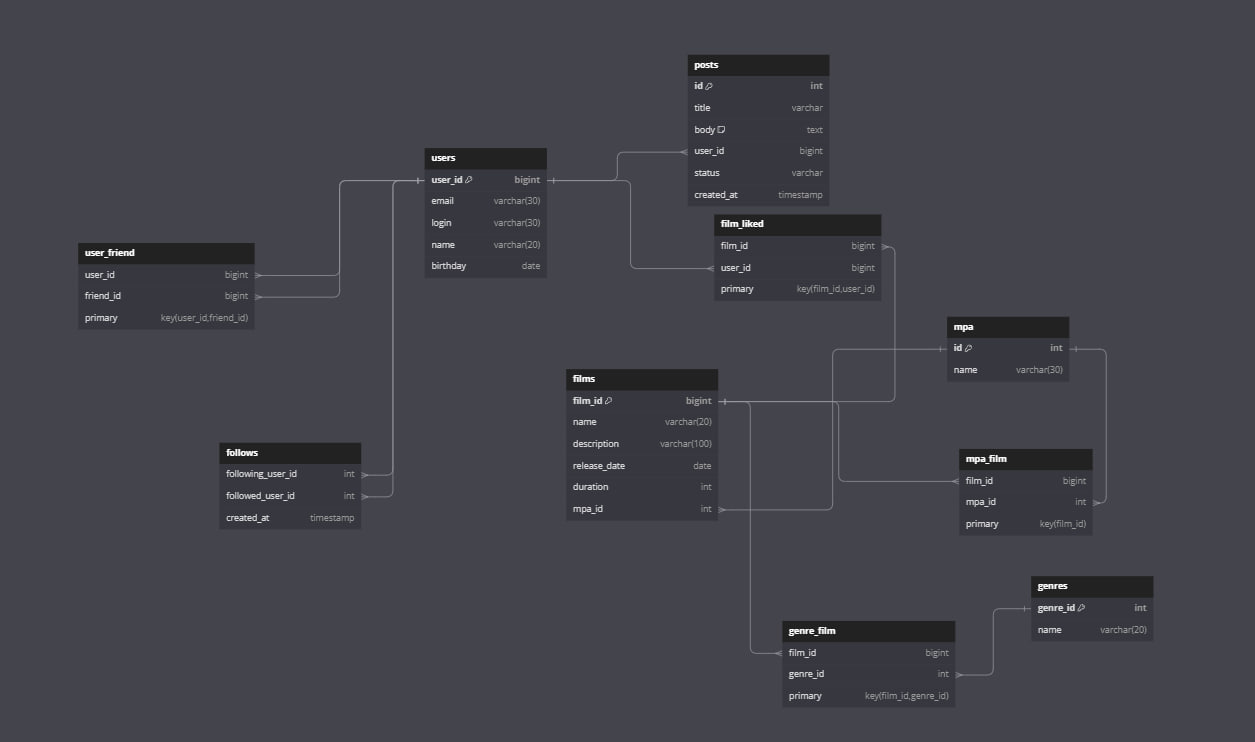 posts
id int
title varchar
body text
user_id bigint
status varchar
created_at timestamp
users
user_id bigint
email varchar(30)
login varchar(30)
name varchar(20)
birthday date
film_liked
film_id bigint
user_id bigint
primary key(film_id,user_id)
user_friend
user_id bigint
friend_id bigint
primary key(user_id,friend_id)
mpa
id int
name varchar(30)
films
film_id bigint
name varchar(20)
description varchar(100)
release_date date
duration int
mpa_id int
follows
following_user_id int
followed_user_id int
created_at timestamp
mpa_film
film_id bigint
mpa_id int
primary key(film_id)
genres
genre_id int
name varchar(20)
genre_film
film_id bigint
genre_id int
primary key(film_id,genre_id)